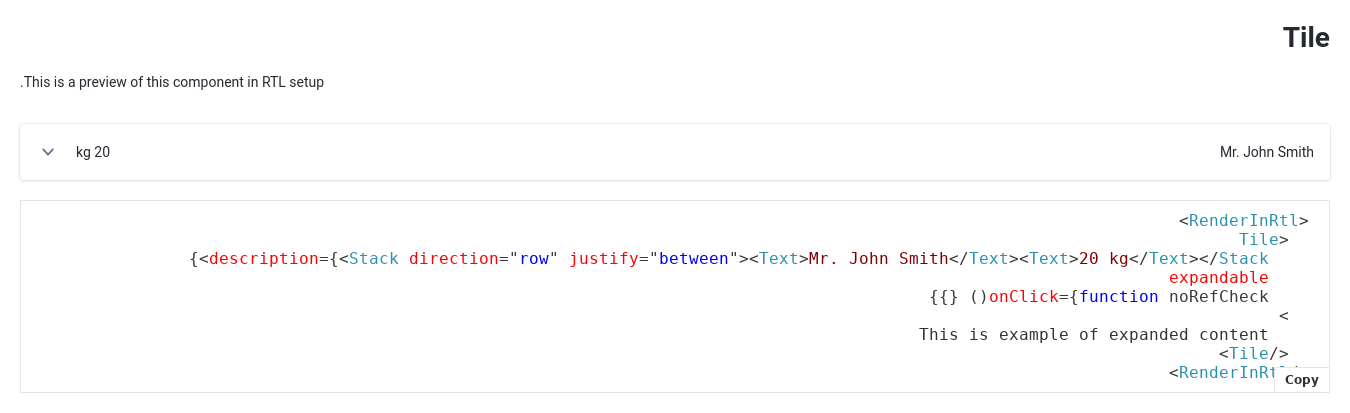 Tile
.This is a preview of this component in RTL setup
Mr. John Smith
kg 20
<RenderInRtl>
Tile>
{<description={<Stack direction="row" justify="between"><Text>Mr. John Smith</Text><Text>20 kg</Text></Stack
expandable
{{} ()onClick={function noRefCheck
<
This is example of expanded content
<Tile/>
<RenderInRtl/>
Copy